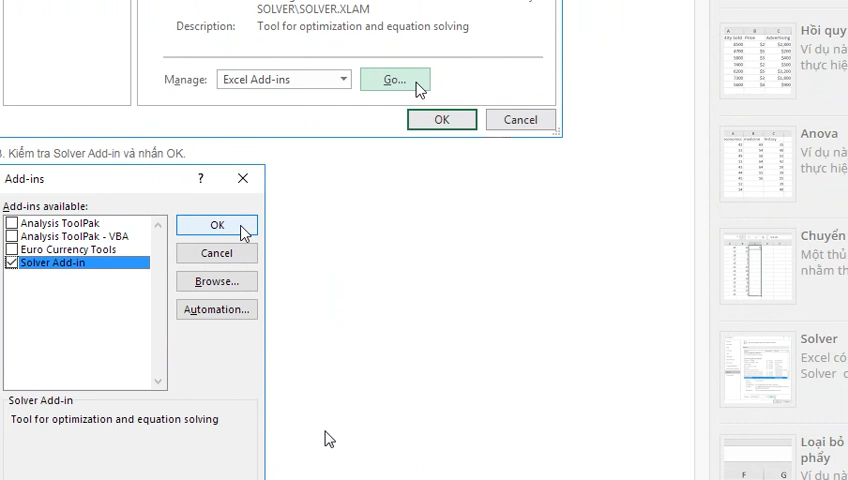 SOLVER\SOLVER.XLAM
Description: Tool for optimization and equation solving
Manage: Excel Add-ins Go...
OK Cancel
3. Kiểm tra Solver Add-in và nhấn OK.
Add-ins ?
Add-ins available:
Analysis ToolPak
Analysis ToolPak - VBA
Euro Currency Tools
Solver Add-in
OK
Cancel
Browse...
Automation...
Solver Add-in
Tool for optimization and equation solving
Hồi quy
Ví dụ nà
thực hiệ
Anova
Ví dụ nà
thực hiệ
Chuyển
Một thủ
nhằm th
Solver
Excel có
Solver c
Loại bỏ
phẩy
Ví dụ nà
F G